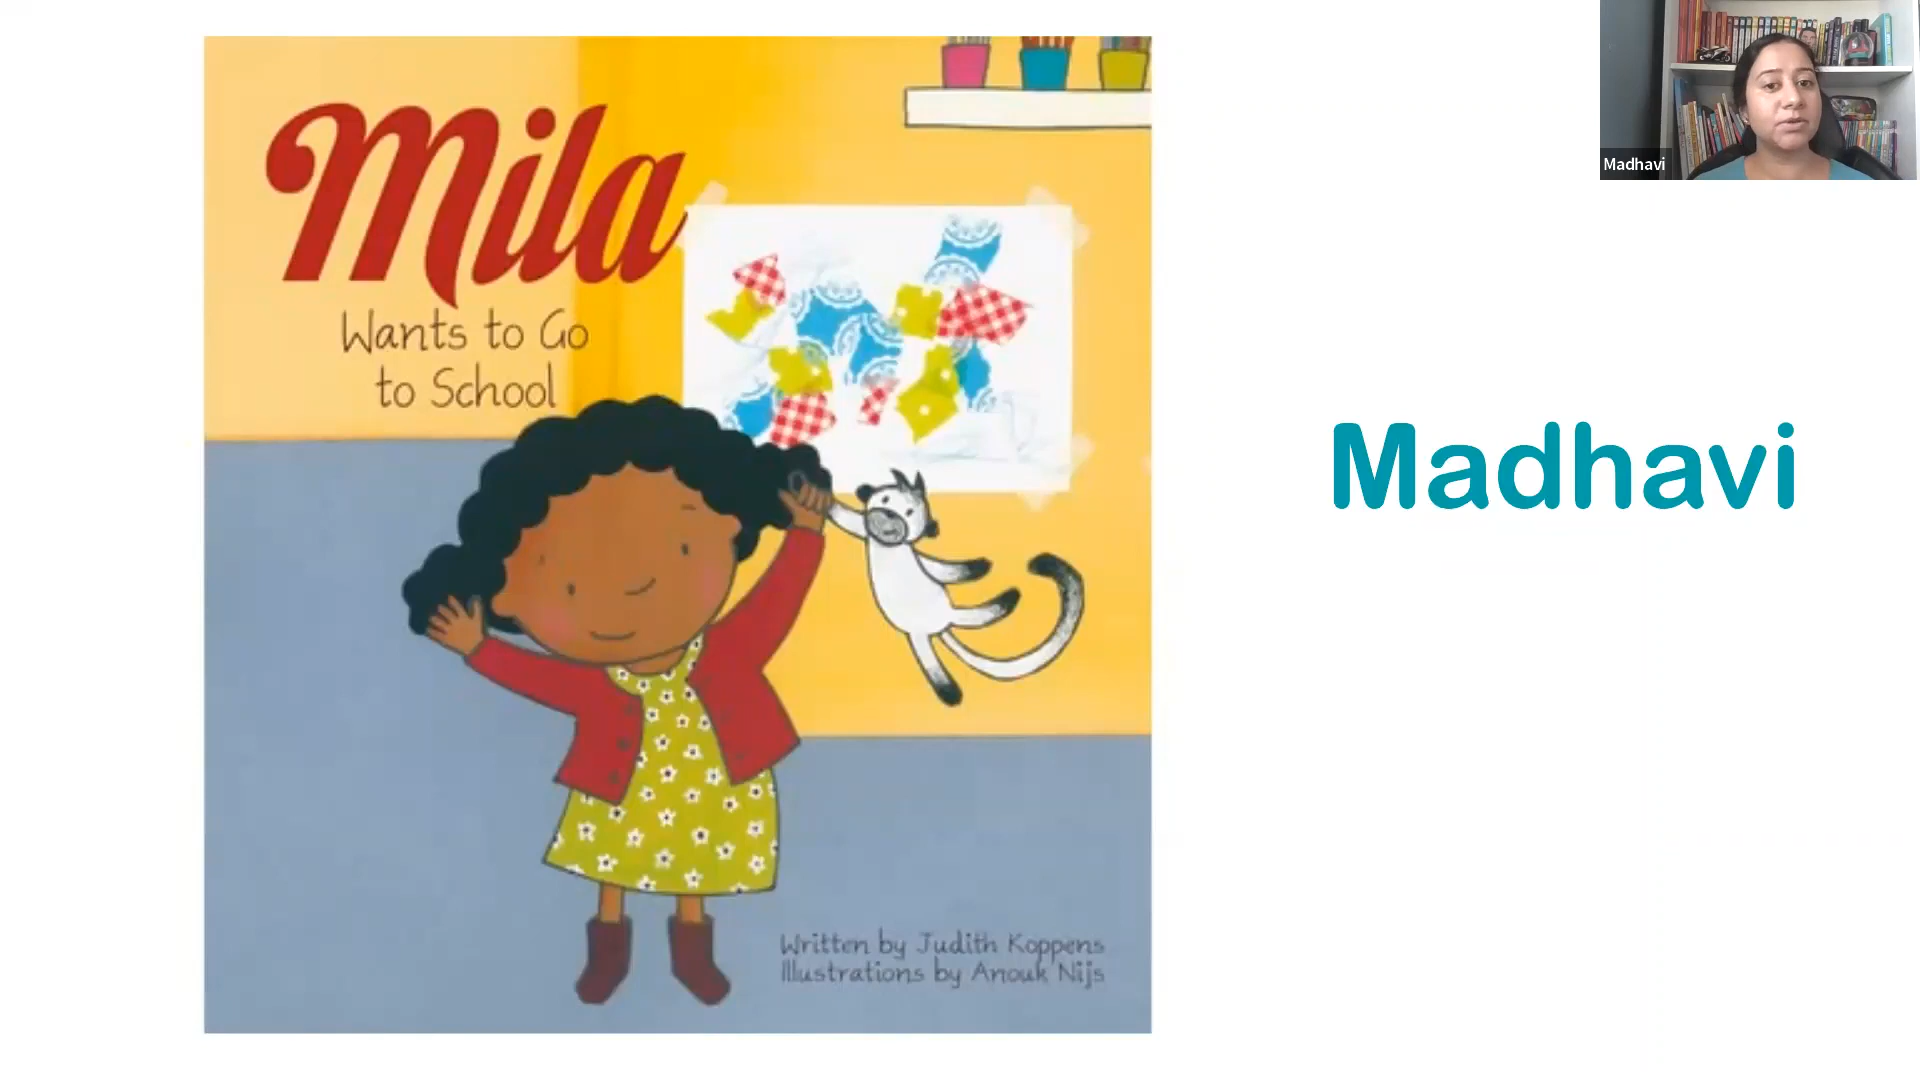 Mila
Wants to Go
to School
Written by Judith Koppens
Illustrations by Anouk Nijs
Madhavi
Madhavi